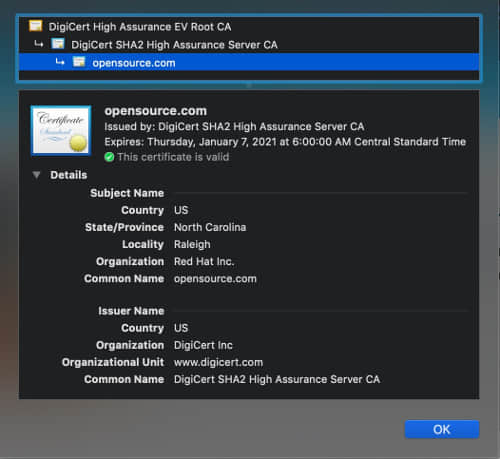 DigiCert High Assurance EV Root CA
DigiCert SHA2 High Assurance Server CA
opensource.com
Certificate
Standard
opensource.com
Issued by: DigiCert SHA2 High Assurance Server CA
Expires: Thursday, January 7, 2021 at 6:00:00 AM Central Standard Time
This certificate is valid
Details
Subject Name
Country US
State/Province North Carolina
Locality Raleigh
Organization Red Hat Inc.
Common Name opensource.com
Issuer Name
Country US
Organization DigiCert Inc
Organizational Unit www.digicert.com
Common Name DigiCert SHA2 High Assurance Server CA
OK